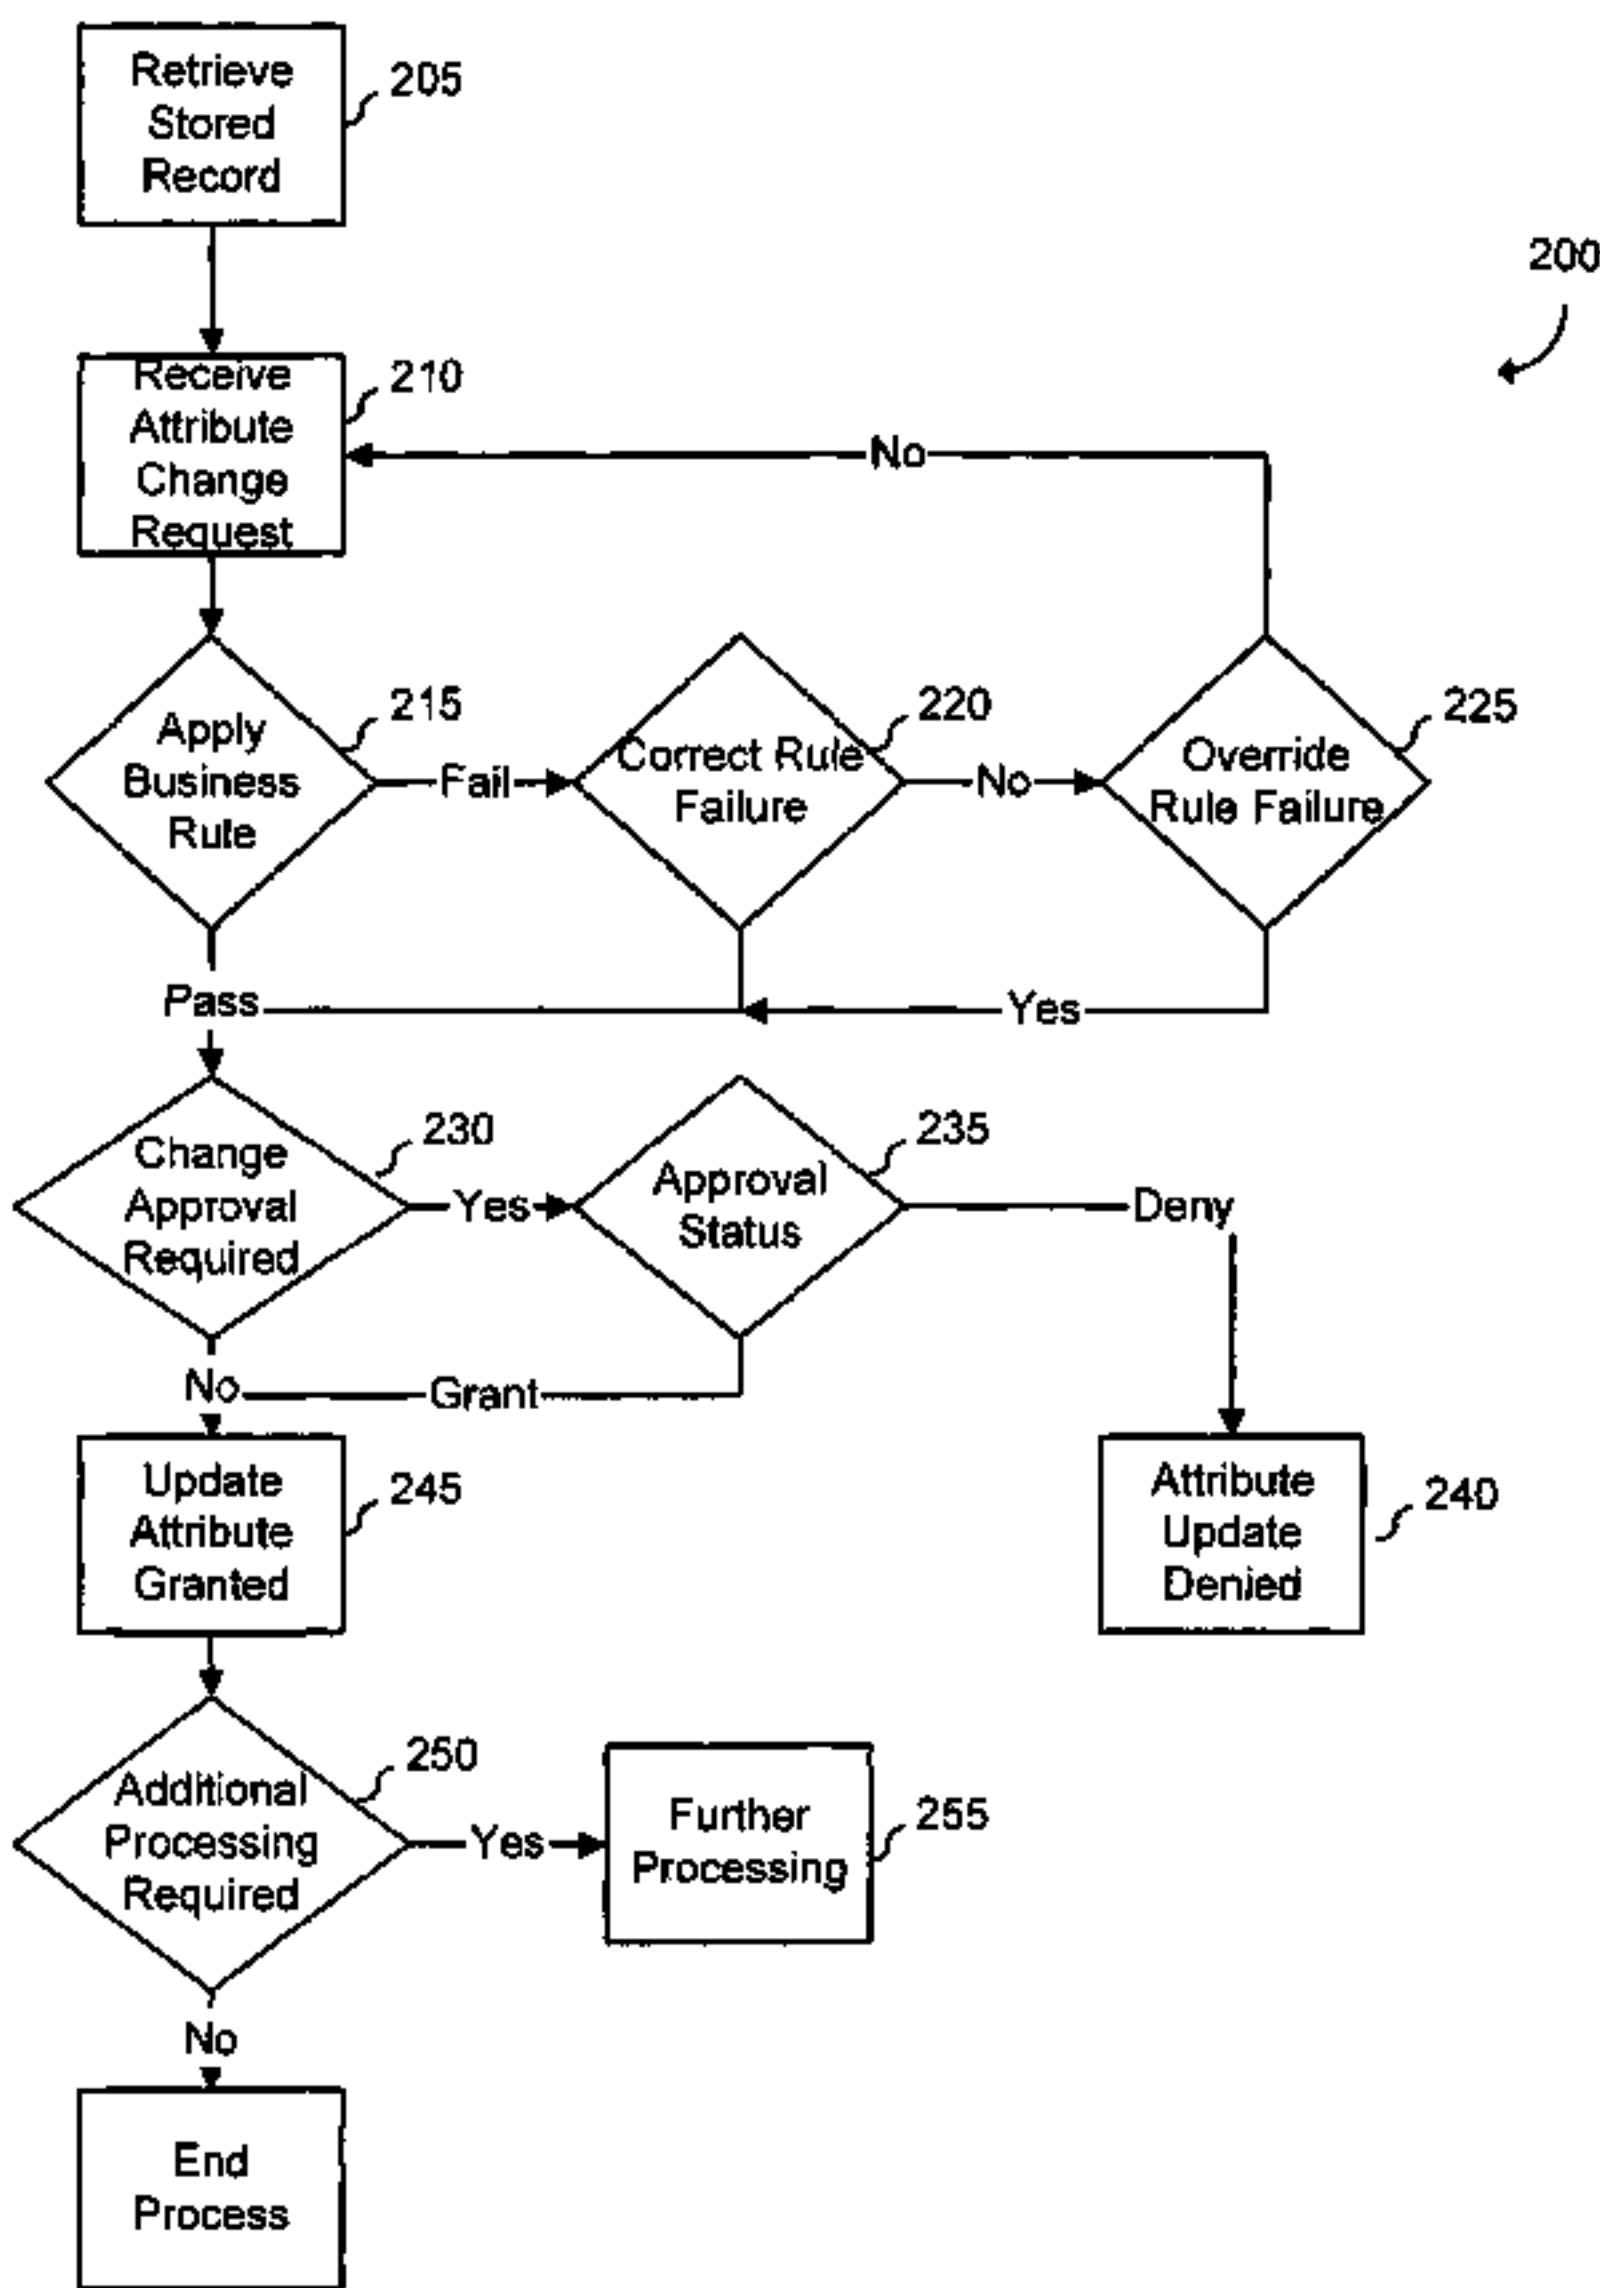 Retrieve
Stored
Record
205
200
Receive
Attribute
Change
Request
210
No
Apply
Business
Rule
215
Fail
Correct Rule
Failure
220
No
Override
Rule Failure
225
Pass
Yes
Change
Approval
Required
230
Yes
Approval
Status
235
Deny
No
Grant
Update
Attribute
Granted
245
Attribute
Update
Denied
240
Additional
Processing
Required
250
Yes
Further
Processing
255
No
End
Process